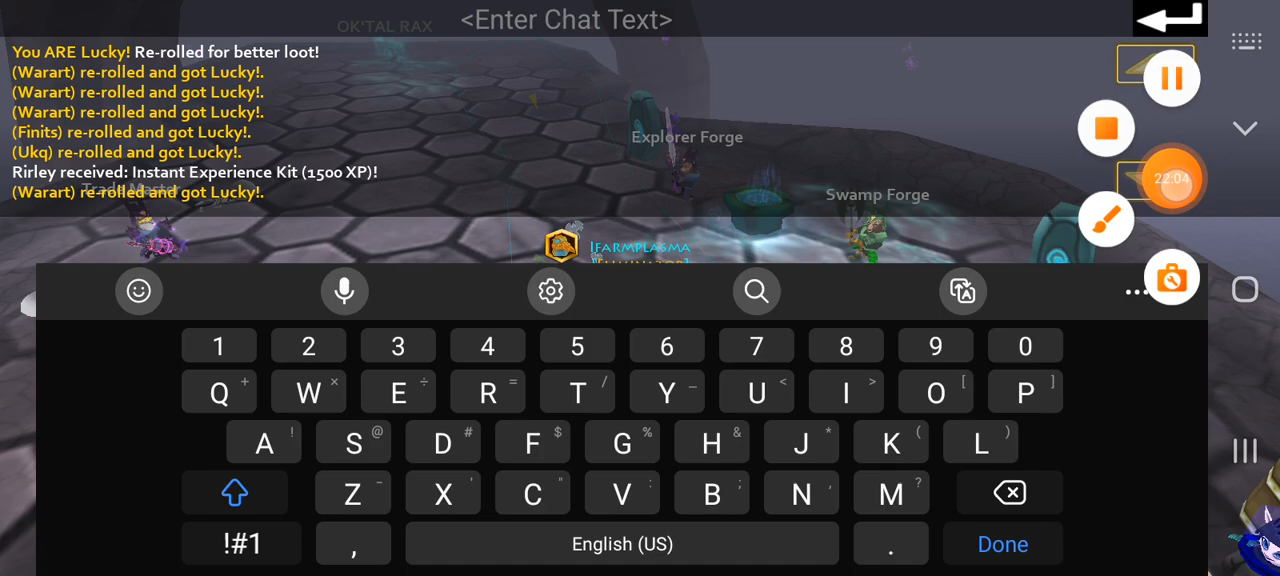 OK'TAL RAX
<Enter Chat Text>
You ARE Lucky! Re-rolled for better loot!
(Warart) re-rolled and got Lucky!.
(Warart) re-rolled and got Lucky!.
(Warart) re-rolled and got Lucky!.
(Finits) re-rolled and got Lucky!.
(Ukq) re-rolled and got Lucky!.
Rirley received: Instant Experience Kit (1500 XP)!
(Warart) re-rolled and got Lucky!.
Trade Master
Explorer Forge
Swamp Forge
22:04
IFARMPLASMA
1 2 3 4 5 6 7 8 9 0
Q + W × E ÷ R = T / Y _ U < I > O [ P ]
A ! S @ D # F $ G % H & J * K ( L )
Z - X ' C " V : B ; N , M ?
!#1 , English (US) . Done